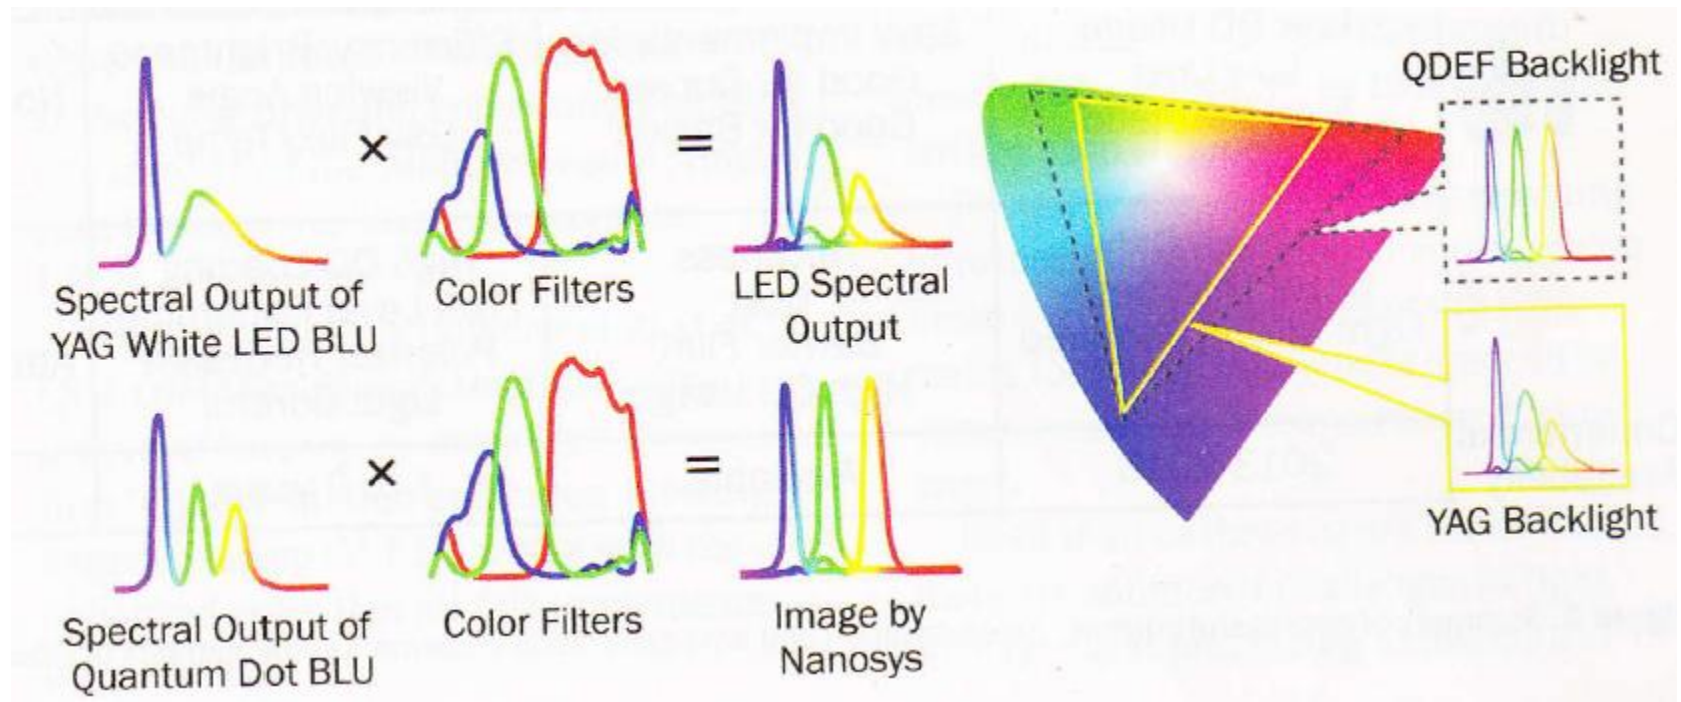 Spectral Output of
YAG White LED BLU
×
Color Filters
=
LED Spectral
Output
QDEF Backlight
YAG Backlight
Spectral Output of
Quantum Dot BLU
×
Color Filters
=
Image by
Nanosys